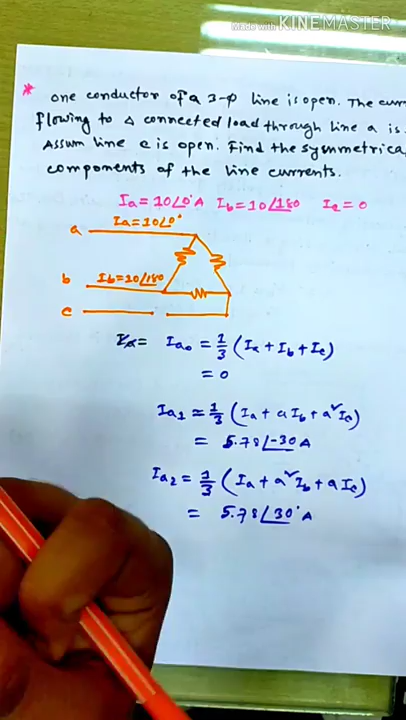 Made with KINEMASTER
* One conductor of a 3-φ line is open. The curr
flowing to Δ connected load through line a is.
Assum line c is open. Find the symmetrica
components of the line currents.
Ia = 10∠0° A Ib = 10∠180 Ic = 0
a Ia = 10∠0°
b Ib = 10∠180
c
Ia0 = 1/3 (Ia + Ib + Ic)
= 0
Ia1 = 1/3 (Ia + aIb + a²Ic)
= 5.78∠-30 A
Ia2 = 1/3 (Ia + a²Ib + aIc)
= 5.78∠30° A